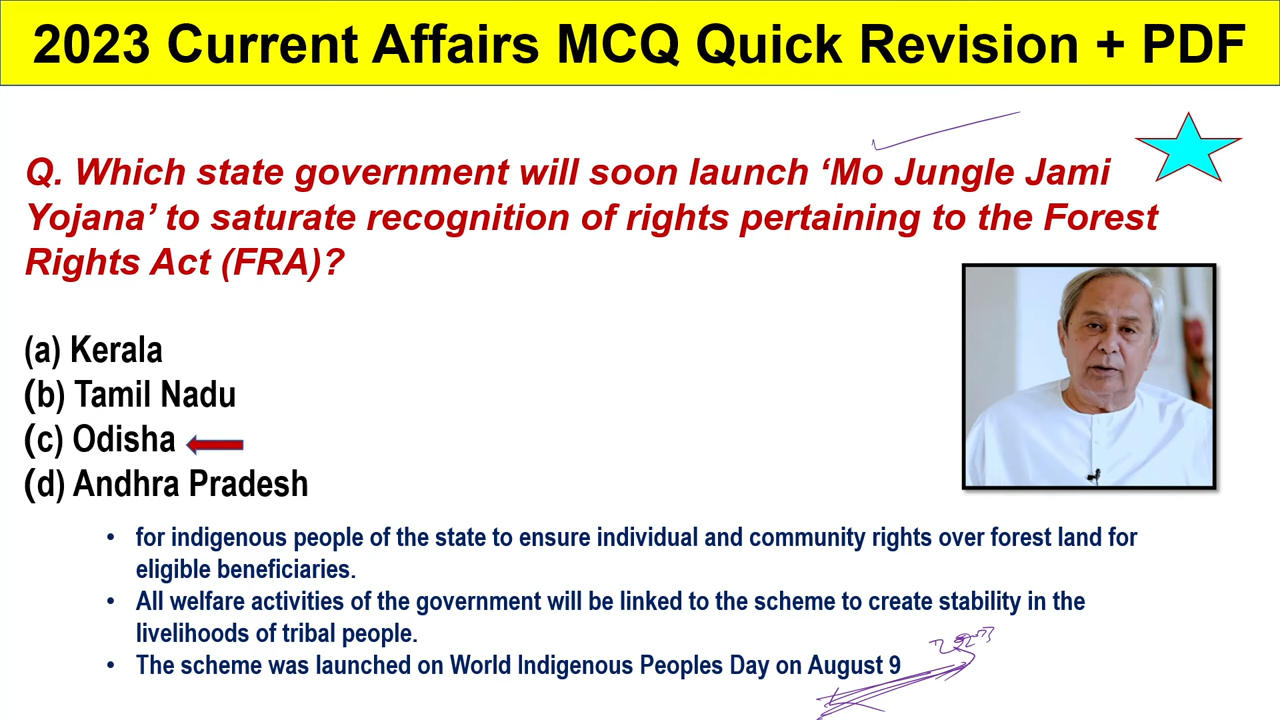 2023 Current Affairs MCQ Quick Revision + PDF
Q. Which state government will soon launch ‘Mo Jungle Jami
Yojana’ to saturate recognition of rights pertaining to the Forest
Rights Act (FRA)?
(a) Kerala
(b) Tamil Nadu
(c) Odisha
(d) Andhra Pradesh
• for indigenous people of the state to ensure individual and community rights over forest land for
eligible beneficiaries.
• All welfare activities of the government will be linked to the scheme to create stability in the
livelihoods of tribal people.
• The scheme was launched on World Indigenous Peoples Day on August 9